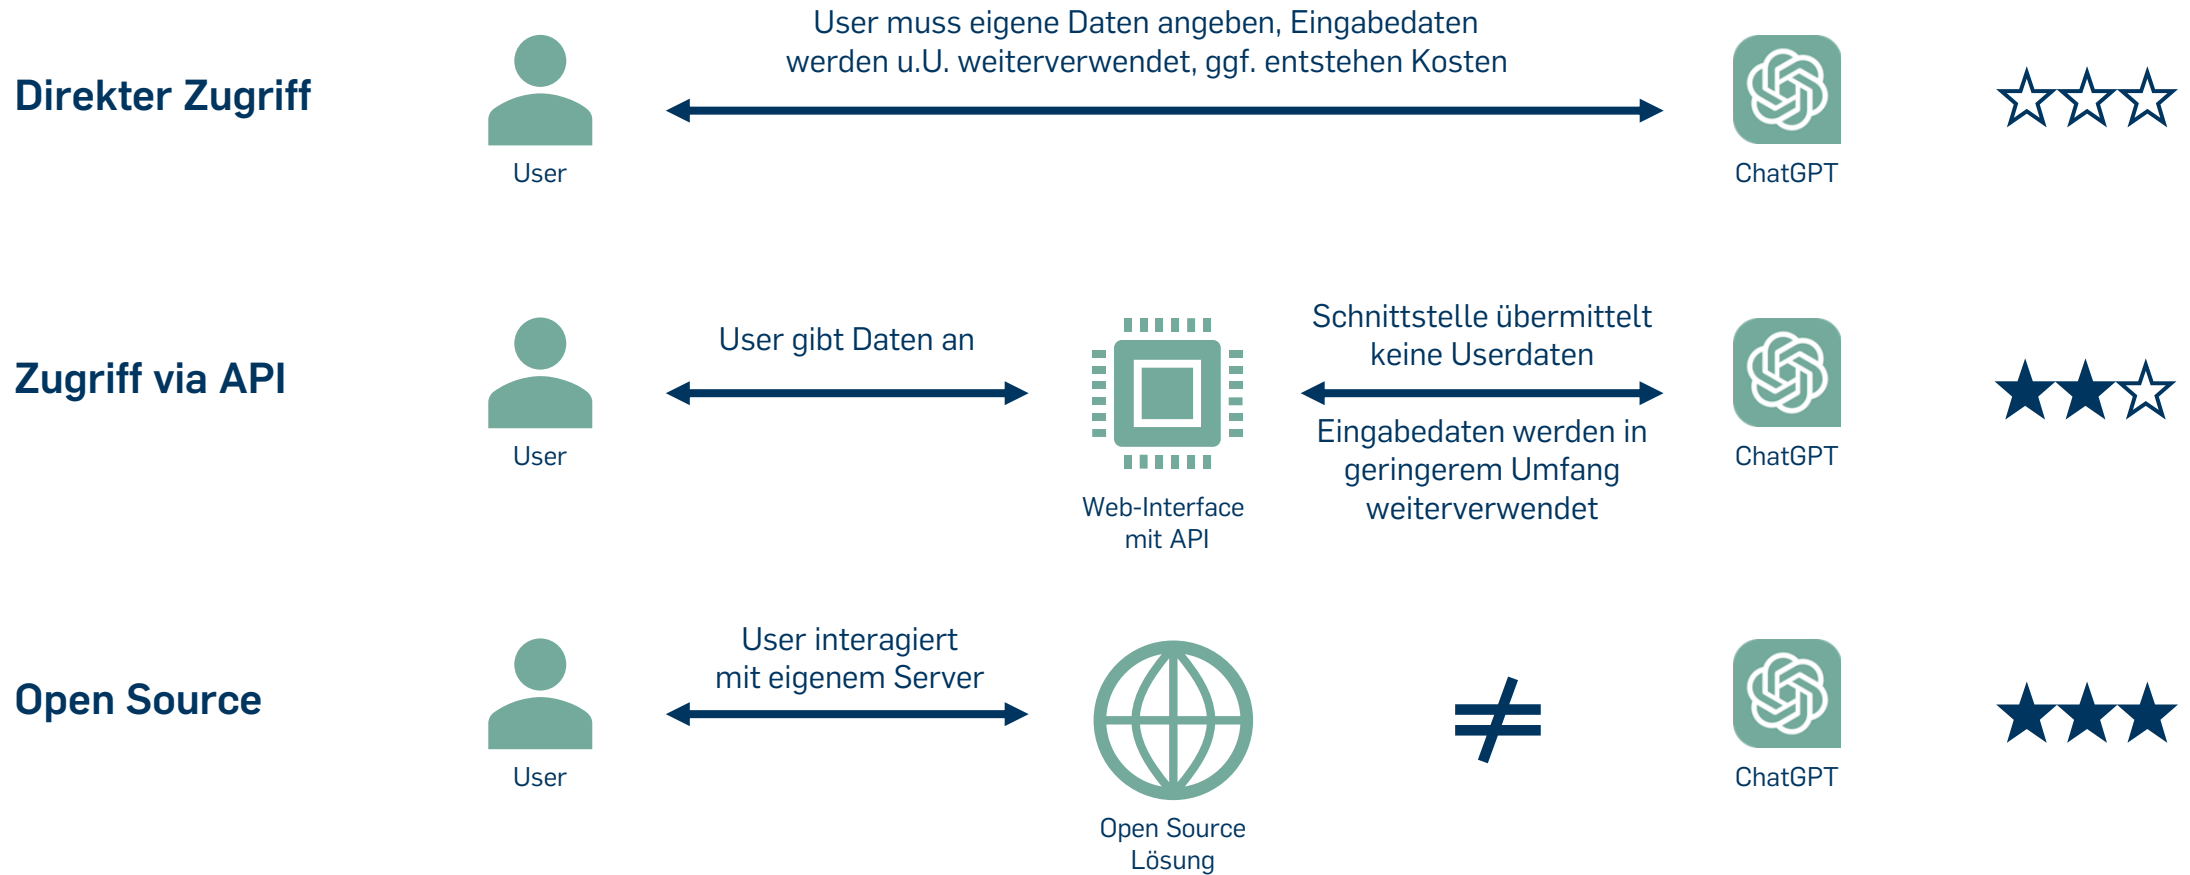 User muss eigene Daten angeben, Eingabedaten
werden u.U. weiterverwendet, ggf. entstehen Kosten
Direkter Zugriff
User
ChatGPT
Zugriff via API
User gibt Daten an
Schnittstelle übermittelt
keine Userdaten
Eingabedaten werden in
geringerem Umfang
weiterverwendet
User
Web-Interface
mit API
ChatGPT
Open Source
User interagiert
mit eigenem Server
≠
User
Open Source
Lösung
ChatGPT